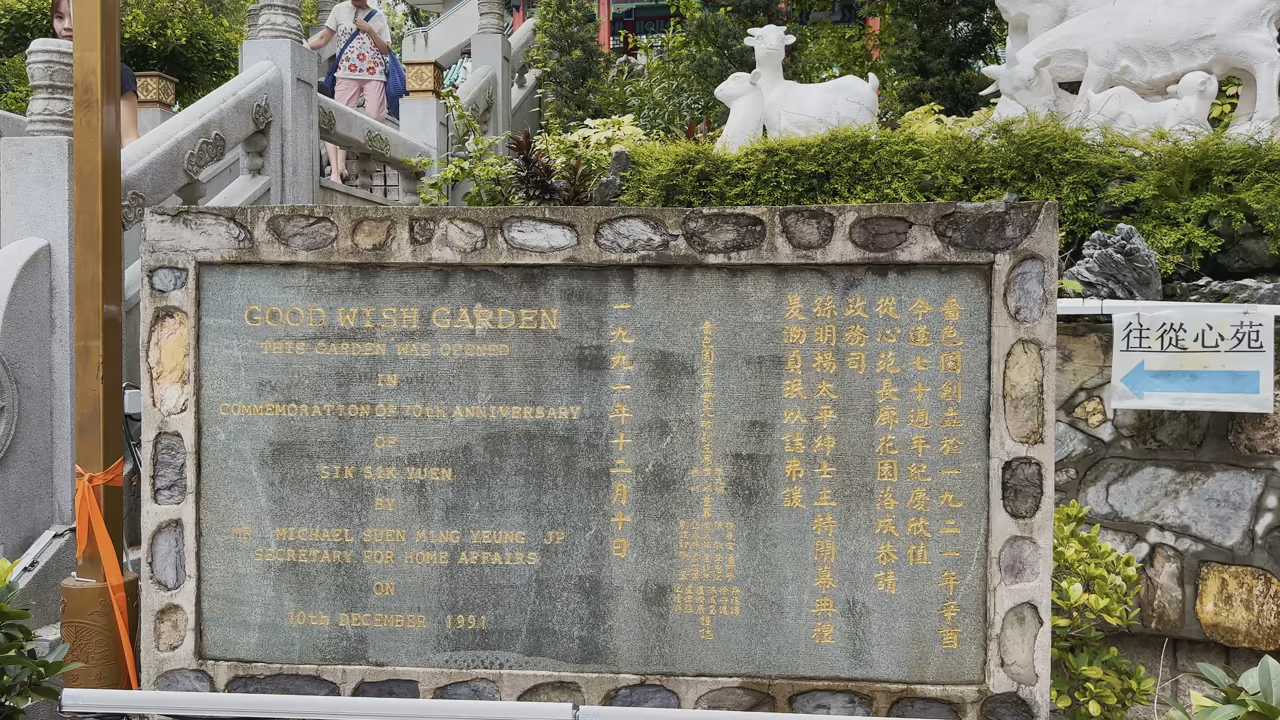 GOOD WISH GARDEN
THIS GARDEN WAS OPENED
IN
COMMEMORATION OF 70th ANNIVERSARY
OF
SIK SIK YUEN
BY
MR MICHAEL SUEN MING YEUNG JP
SECRETARY FOR HOME AFFAIRS
ON
10th DECEMBER 1991
嗇色園創立於一九二一年辛酉
今逢七十週年紀慶欣值
從心苑長廊花園落成恭請
政務司
孫明揚太平紳士主持開幕典禮
爰泐貞珉以誌弗諼
一九九一年十二月十日
往從心苑